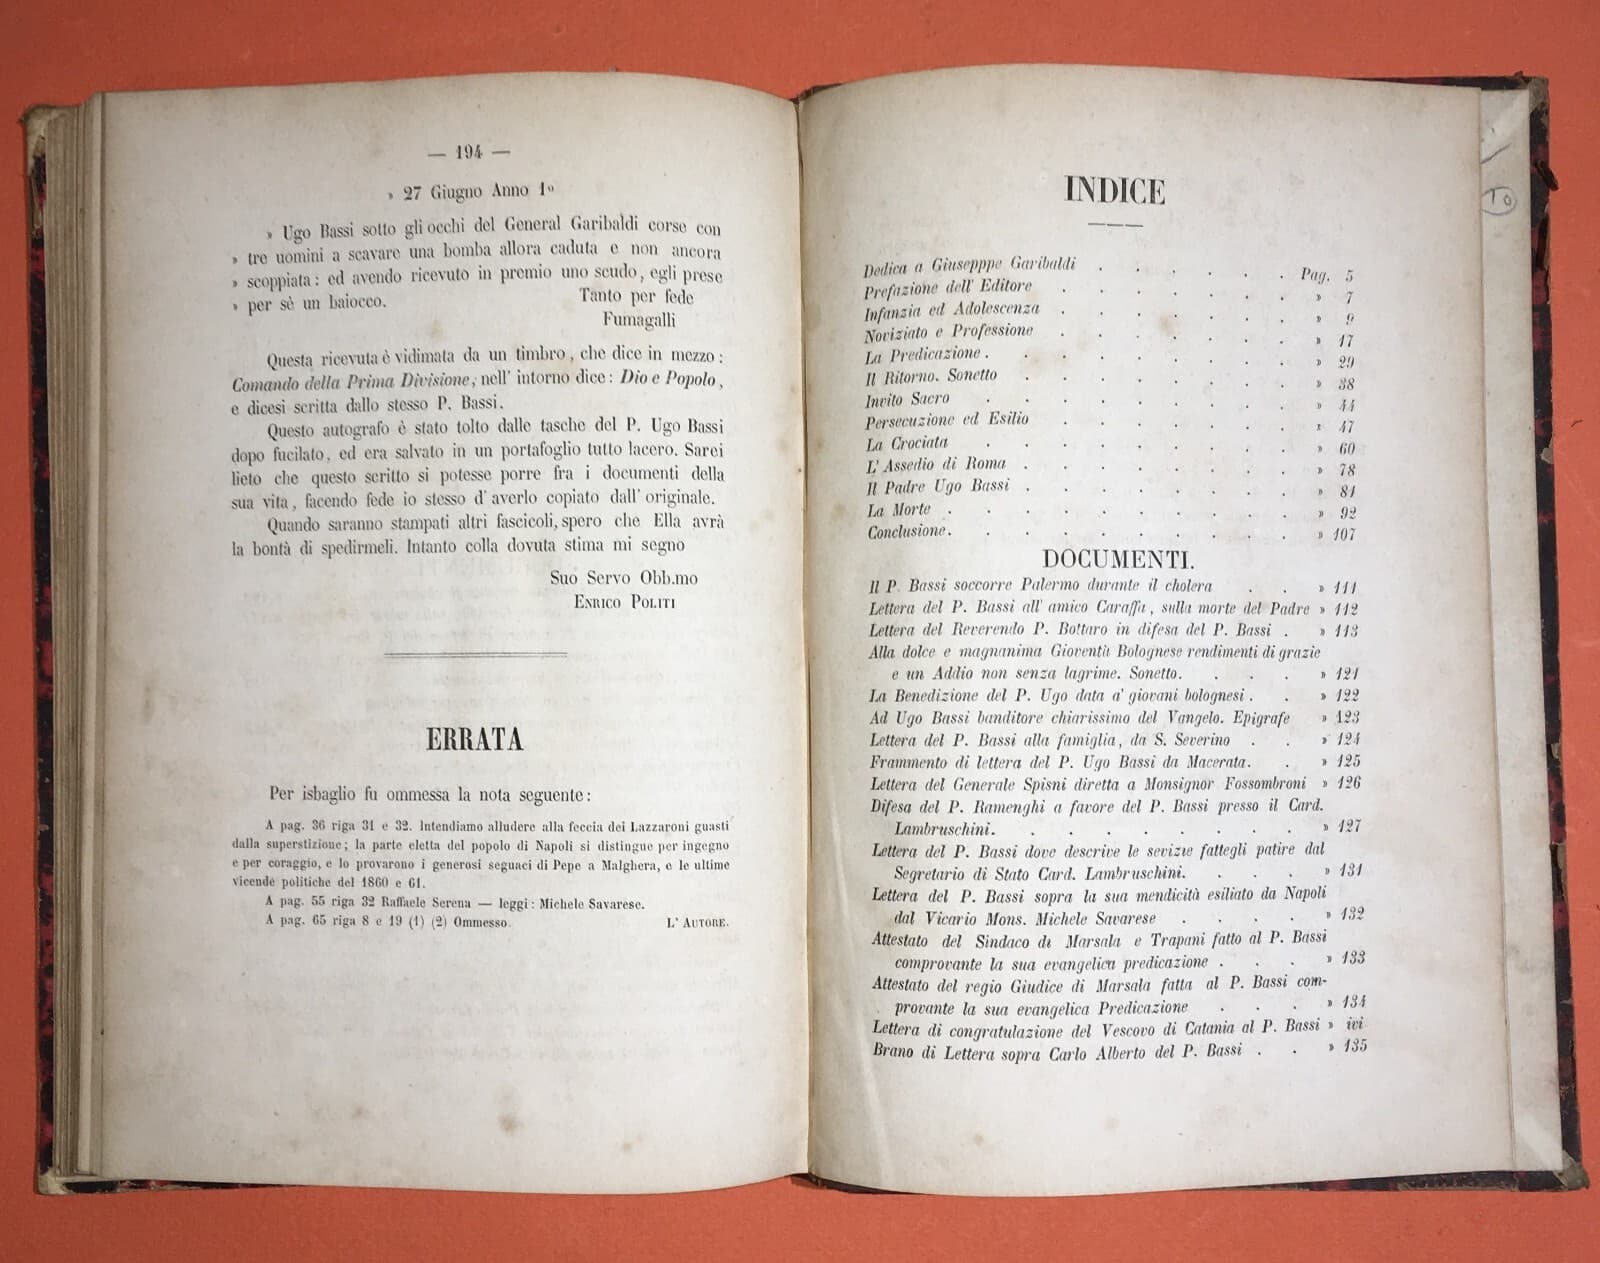 — 194 —
» 27 Giugno Anno 1º
» Ugo Bassi sotto gli occhi del General Garibaldi corse con
» tre uomini a scavare una bomba allora caduta e non ancora
» scoppiata: ed avendo ricevuto in premio uno scudo, egli prese
» per sè un baiocco.
Tanto per fede
Fumagalli
Questa ricevuta è vidimata da un timbro, che dice in mezzo:
Comando della Prima Divisione, nell' intorno dice: Dio e Popolo,
e dicesi scritta dallo stesso P. Bassi.
Questo autografo è stato tolto dalle tasche del P. Ugo Bassi
dopo fucilato, ed era salvato in un portafoglio tutto lacero. Sarei
lieto che questo scritto si potesse porre fra i documenti della
sua vita, facendo fede io stesso d' averlo copiato dall' originale.
Quando saranno stampati altri fascicoli, spero che Ella avrà
la bontà di spedirmeli. Intanto colla dovuta stima mi segno
Suo Servo Obb.mo
ENRICO POLITI
ERRATA
Per isbaglio fu ommessa la nota seguente:
A pag. 36 riga 31 e 32. Intendiamo alludere alla feccia dei Lazzaroni guasti
dalla superstizione; la parte eletta del popolo di Napoli si distingue per ingegno
e per coraggio, e lo provarono i generosi seguaci di Pepe a Malghera, e le ultime
vicende politiche del 1860 e 61.
A pag. 55 riga 32 Raffaele Serena — leggi: Michele Savarese.
A pag. 65 riga 8 e 19 (1) (2) Ommesso.
L' AUTORE.
INDICE
Dedica a Giusepppe Garibaldi . . . . . . Pag. 5
Prefazione dell' Editore . . . . . . . » 7
Infanzia ed Adolescenza . . . . . . . » 9
Noviziato e Professione . . . . . . . » 17
La Predicazione . . . . . . . . » 29
Il Ritorno. Sonetto . . . . . . . . » 38
Invito Sacro . . . . . . . . » 44
Persecuzione ed Esilio . . . . . . . » 47
La Crociata . . . . . . . . » 60
L' Assedio di Roma . . . . . . . . » 78
Il Padre Ugo Bassi . . . . . . . . » 81
La Morte . . . . . . . . . » 92
Conclusione . . . . . . . . . » 107
DOCUMENTI.
Il P. Bassi soccorre Palermo durante il cholera . . » 111
Lettera del P. Bassi all' amico Caraffa, sulla morte del Padre » 112
Lettera del Reverendo P. Bottaro in difesa del P. Bassi . » 113
Alla dolce e magnanima Gioventù Bolognese rendimenti di grazie
e un Addio non senza lagrime. Sonetto. . . . » 121
La Benedizione del P. Ugo data a' giovani bolognesi . . » 122
Ad Ugo Bassi banditore chiarissimo del Vangelo. Epigrafe » 123
Lettera del P. Bassi alla famiglia, da S. Severino . . » 124
Frammento di lettera del P. Ugo Bassi da Macerata. . » 125
Lettera del Generale Spisni diretta a Monsignor Fossombroni » 126
Difesa del P. Ramenghi a favore del P. Bassi presso il Card.
Lambruschini. . . . . . . . . » 127
Lettera del P. Bassi dove descrive le sevizie fattegli patire dal
Segretario di Stato Card. Lambruschini. . . . » 131
Lettera del P. Bassi sopra la sua mendicità esiliato da Napoli
dal Vicario Mons. Michele Savarese . . . . » 132
Attestato del Sindaco di Marsala e Trapani fatto al P. Bassi
comprovante la sua evangelica predicazione . . . » 133
Attestato del regio Giudice di Marsala fatta al P. Bassi com-
provante la sua evangelica Predicazione . . . » 134
Lettera di congratulazione del Vescovo di Catania al P. Bassi » ivi
Brano di Lettera sopra Carlo Alberto del P. Bassi . . » 135